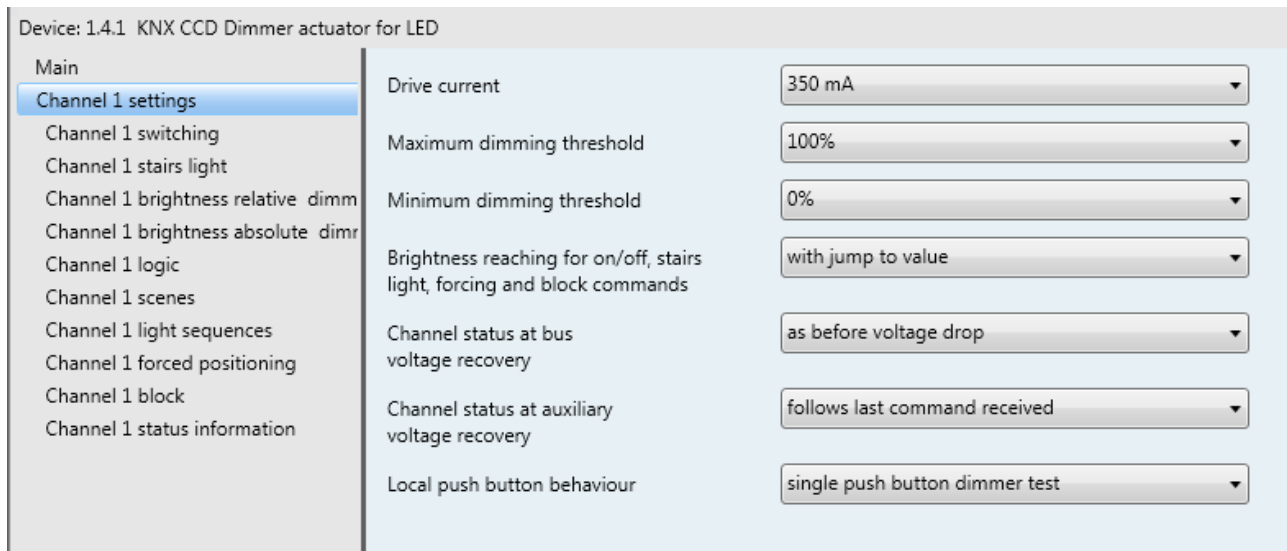 Device: 1.4.1  KNX CCD Dimmer actuator for LED
Main
Channel 1 settings
Channel 1 switching
Channel 1 stairs light
Channel 1 brightness relative  dimm
Channel 1 brightness absolute  dimr
Channel 1 logic
Channel 1 scenes
Channel 1 light sequences
Channel 1 forced positioning
Channel 1 block
Channel 1 status information
Drive current
350 mA
Maximum dimming threshold
100%
Minimum dimming threshold
0%
Brightness reaching for on/off, stairs
light, forcing and block commands
with jump to value
Channel status at bus
voltage recovery
as before voltage drop
Channel status at auxiliary
voltage recovery
follows last command received
Local push button behaviour
single push button dimmer test